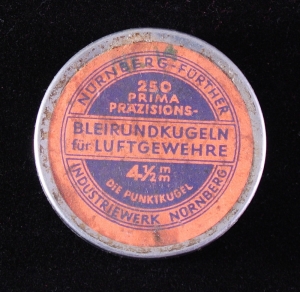 NÜRNBERG-FÜRTHER
250
PRIMA
PRÄZISIONS-
BLEIRUNDKUGELN
für LUFTGEWEHRE
4½ m/m
DIE PUNKTKUGEL
INDUSTRIEWERK NÜRNBERG